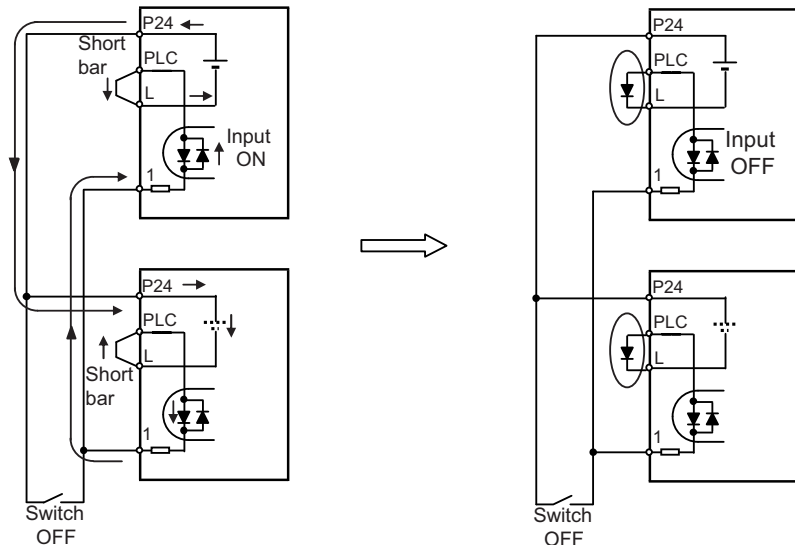 P24
Short
bar
PLC
L
Input
ON
1
P24
PLC
L
Short
bar
1
Switch
OFF
P24
PLC
L
Input
OFF
1
P24
PLC
L
1
Switch
OFF